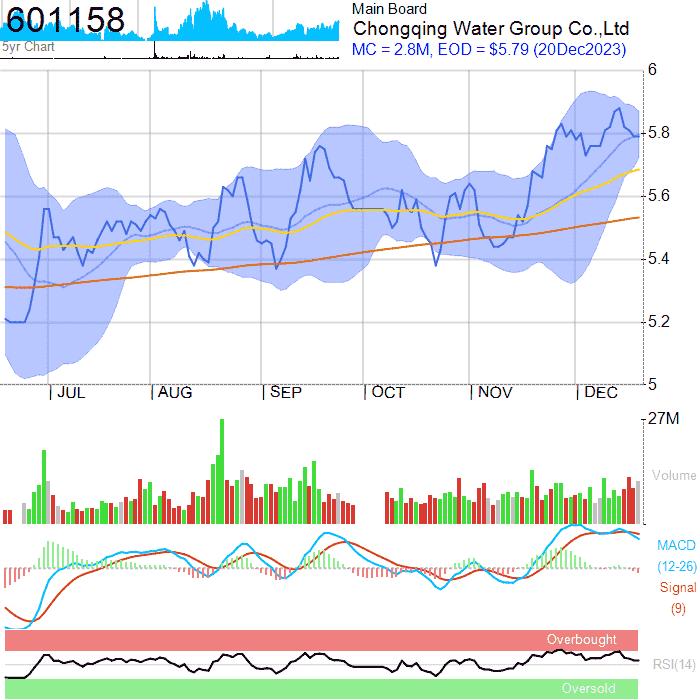 601158
5yr Chart
Main Board
Chongqing Water Group Co.,Ltd
MC = 2.8M, EOD = $5.79 (20Dec2023)
6
5.8
5.6
5.4
5.2
5
JUL
AUG
SEP
OCT
NOV
DEC
27M
Volume
MACD
(12-26)
Signal
(9)
Overbought
RSI(14)
Oversold